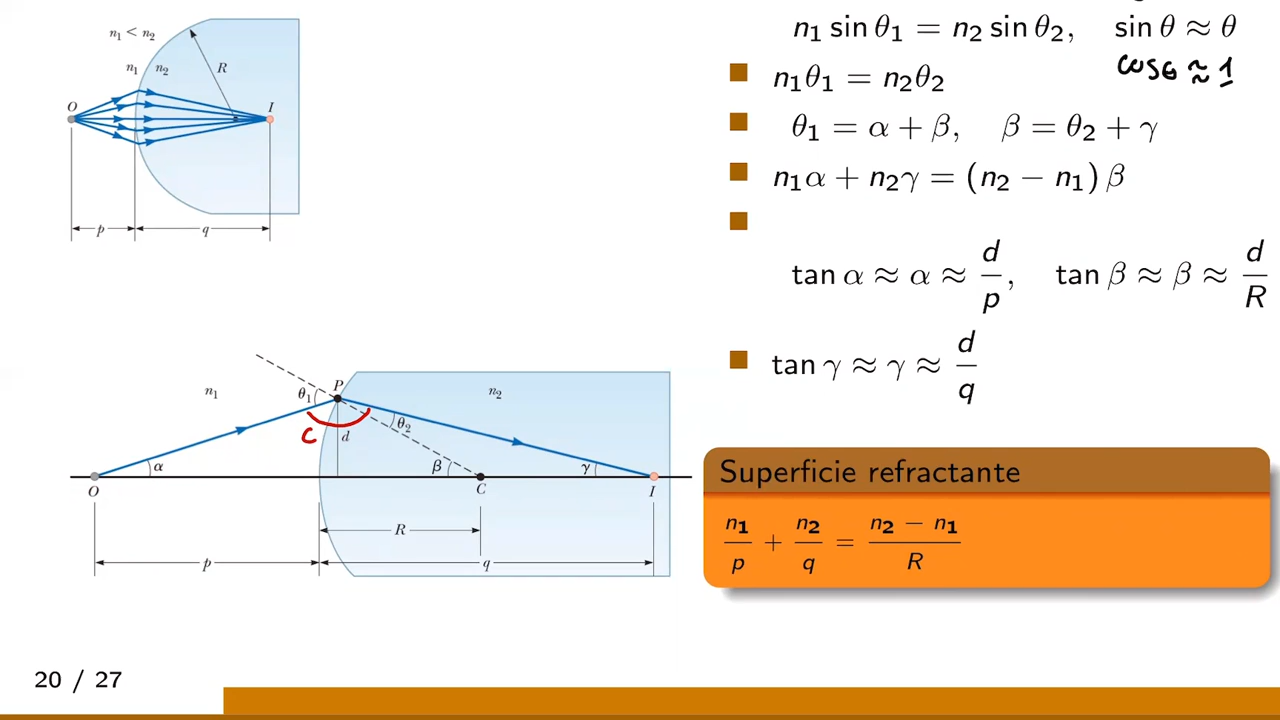 n₁ < n₂
n₁ n₂
R
O
I
p
q
n₁ sin θ₁ = n₂ sin θ₂, sin θ ≈ θ
cosθ ≈ 1
n₁θ₁ = n₂θ₂
θ₁ = α + β, β = θ₂ + γ
n₁α + n₂γ = (n₂ − n₁) β
tan α ≈ α ≈ d/p, tan β ≈ β ≈ d/R
tan γ ≈ γ ≈ d/q
n₁
θ₁
P
n₂
c
d
θ₂
α
β
γ
O
C
I
R
p
q
Superficie refractante
n₁/p + n₂/q = (n₂ − n₁)/R
20 / 27